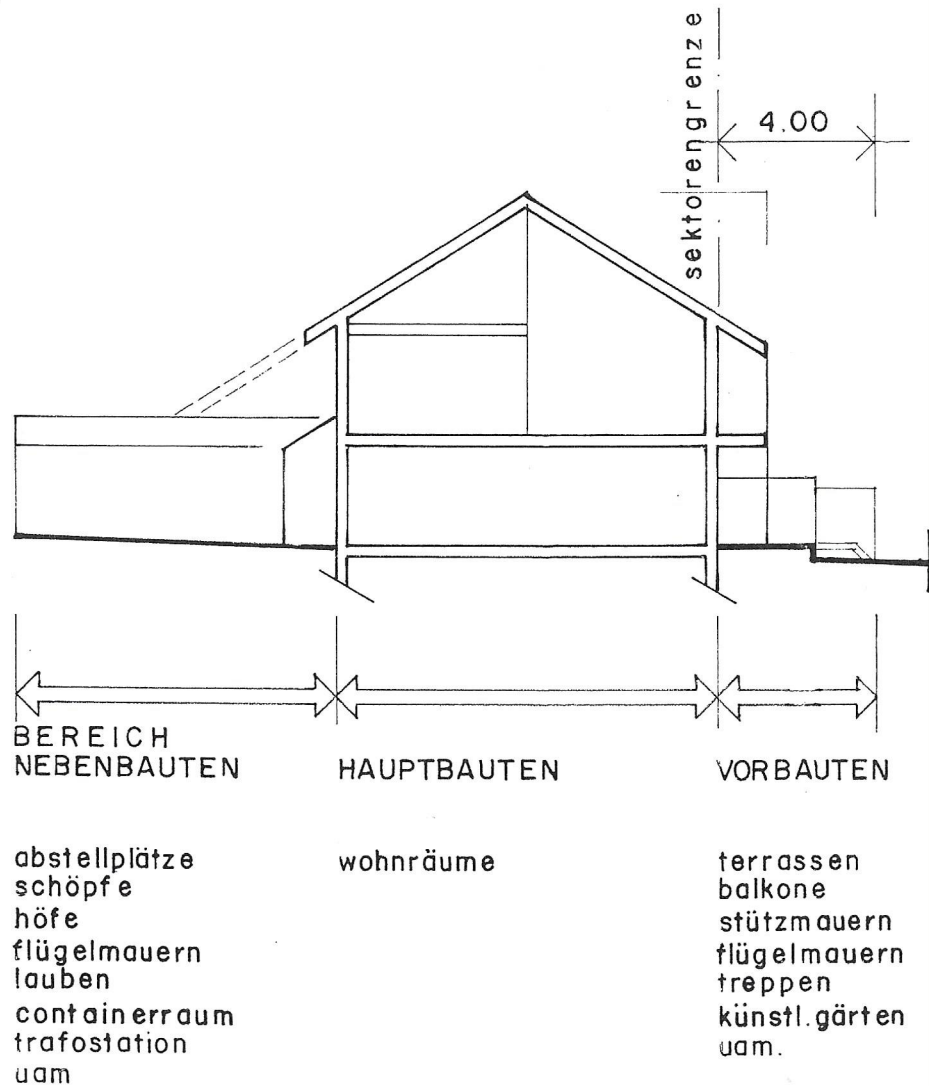 sektorengrenze
4.00
BEREICH
NEBENBAUTEN
HAUPTBAUTEN
VORBAUTEN
abstellplätze
schöpfe
höfe
flügelmauern
lauben
containerraum
trafostation
uam
wohnräume
terrassen
balkone
stützmauern
flügelmauern
treppen
künstl.gärten
uam.